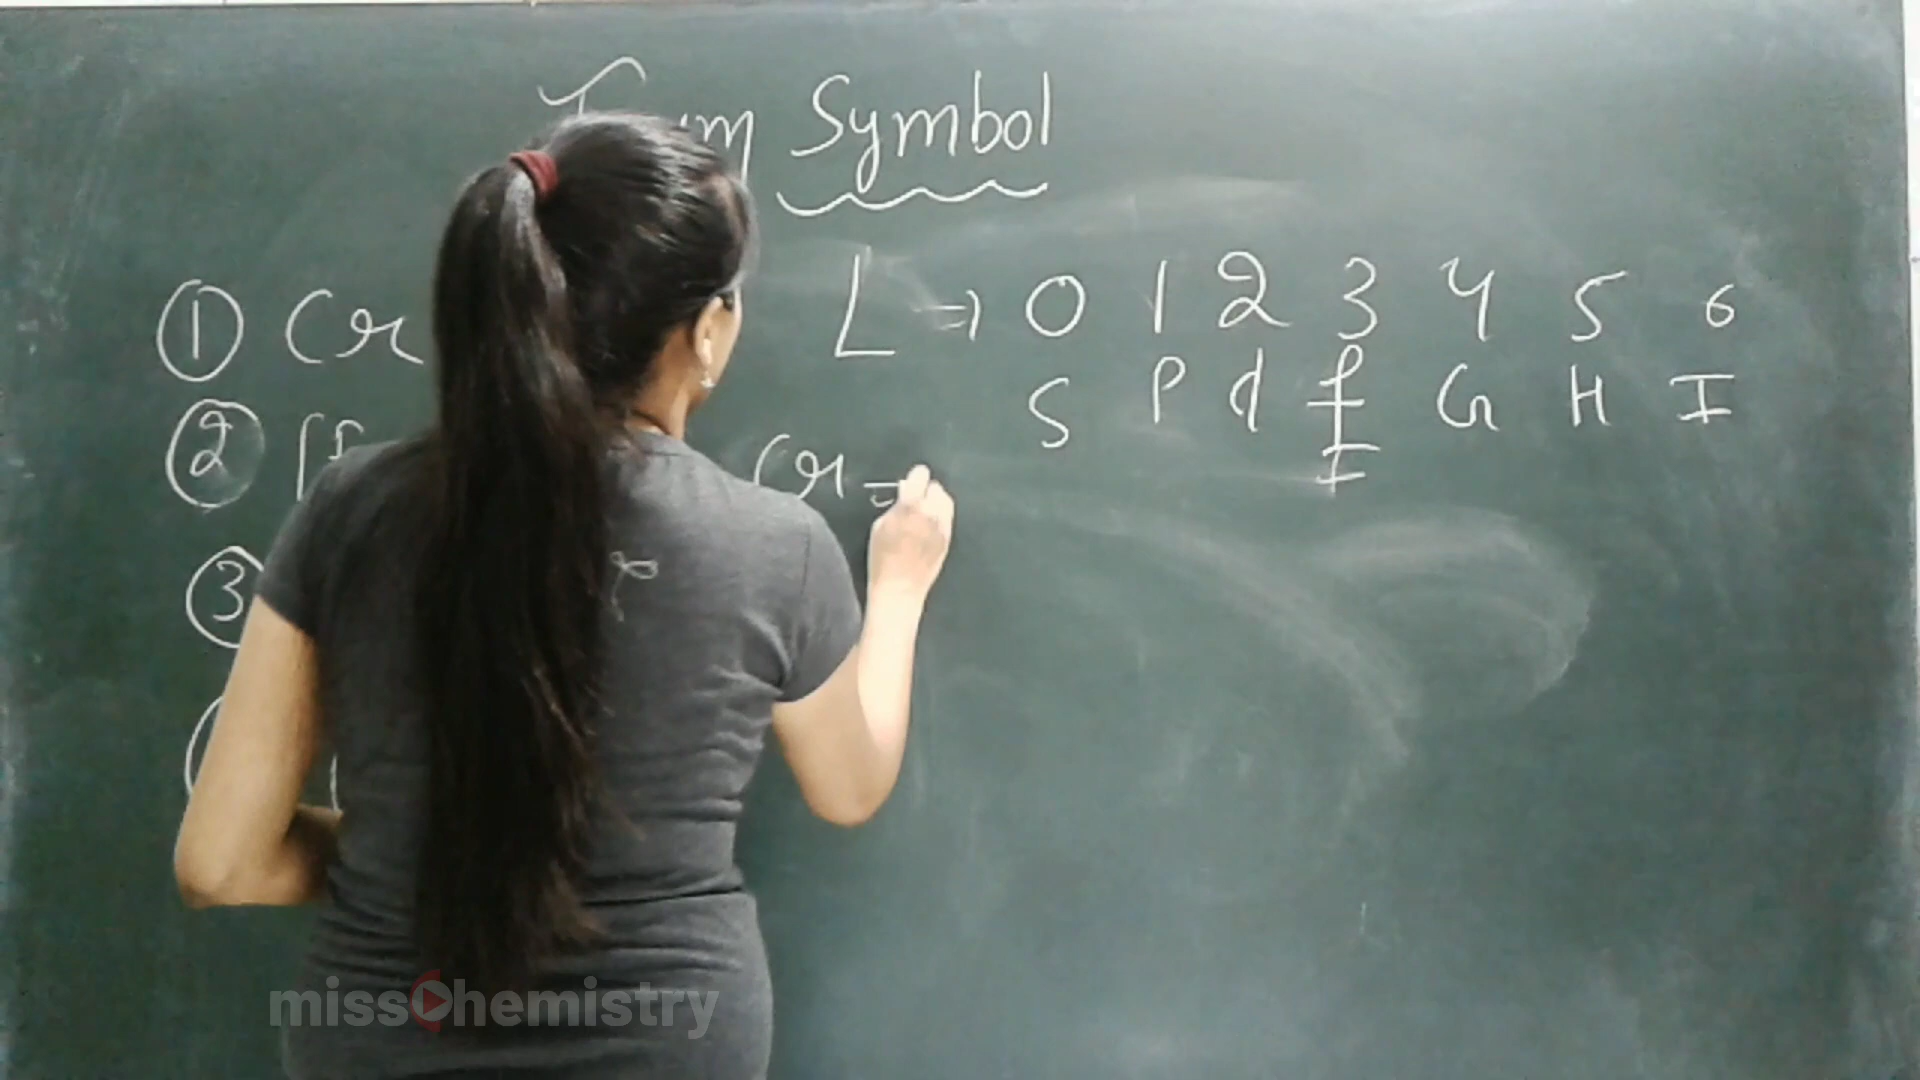 Symbol
① Cr
L → 0 1 2 3 4 5 6
S P d f G H I
F
②
Cr =
③
missChemistry